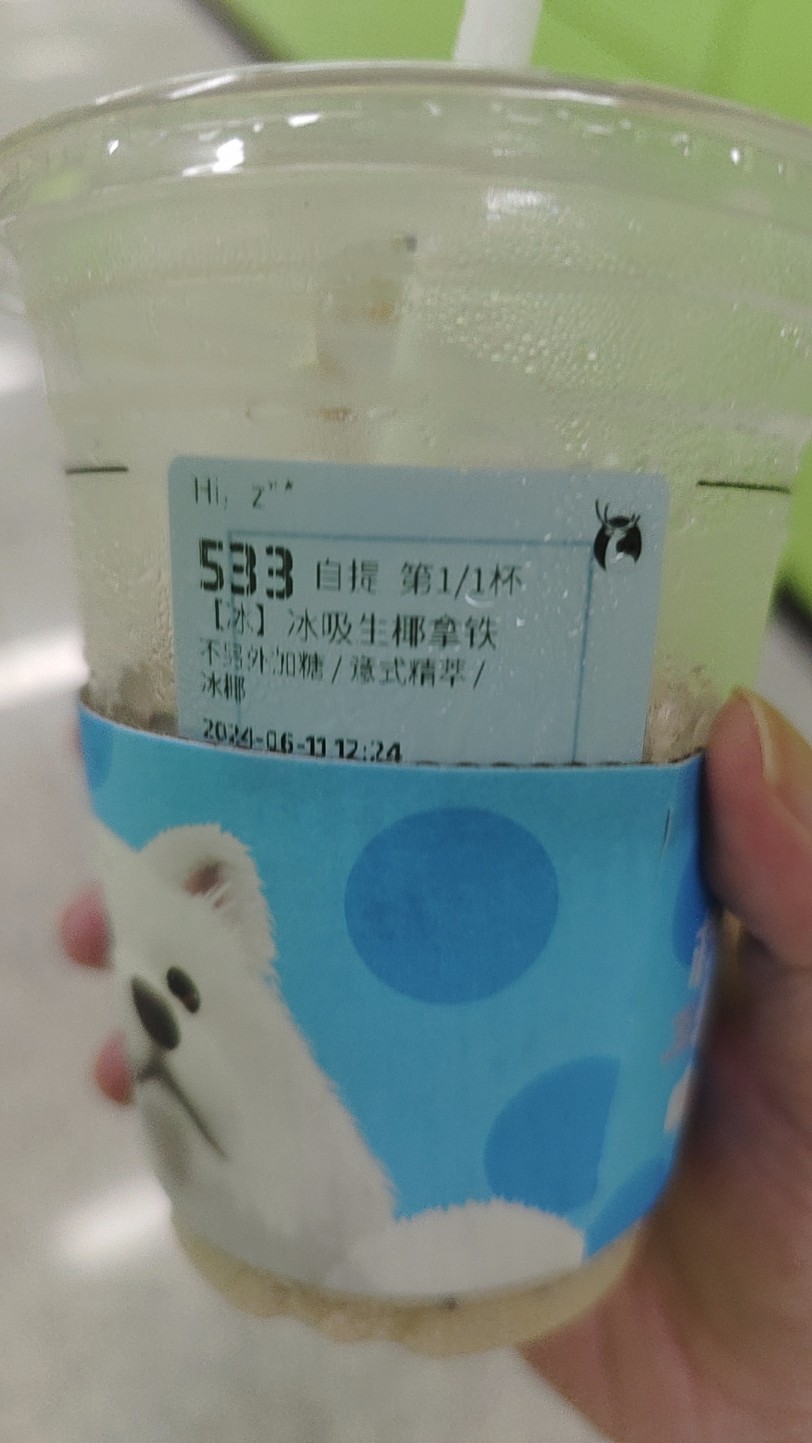 Hi, z**
533 自提 第1/1杯
【冰】冰吸生椰拿铁
不另外加糖/意式精萃/
冰椰
2024-06-11 12:24